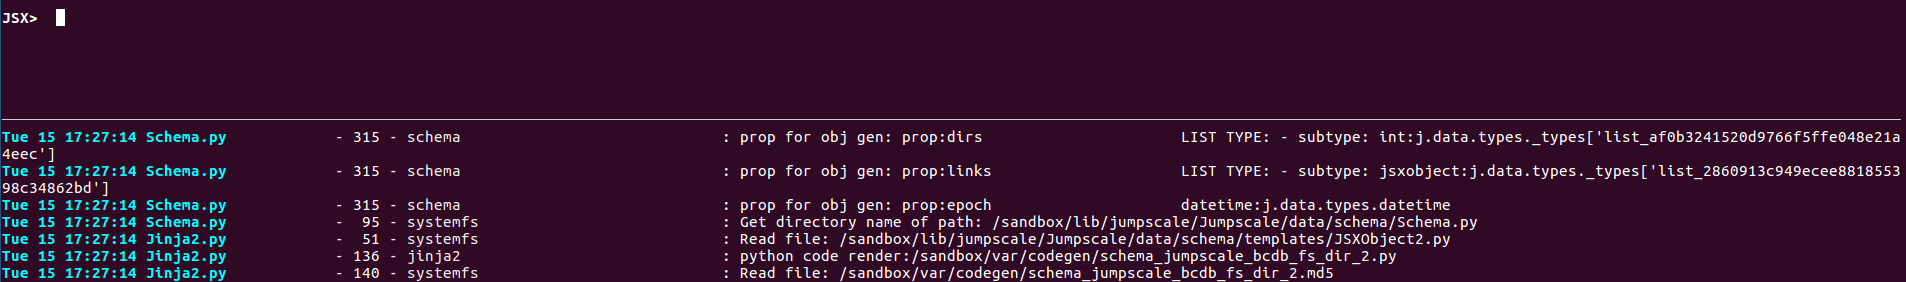 JSX>
Tue 15 17:27:14 Schema.py - 315 - schema : prop for obj gen: prop:dirs LIST TYPE: - subtype: int:j.data.types._types['list_af0b3241520d9766f5ffe048e21a
4eec']
Tue 15 17:27:14 Schema.py - 315 - schema : prop for obj gen: prop:links LIST TYPE: - subtype: jsxobject:j.data.types._types['list_2860913c949ecee8818553
98c34862bd']
Tue 15 17:27:14 Schema.py - 315 - schema : prop for obj gen: prop:epoch datetime:j.data.types.datetime
Tue 15 17:27:14 Schema.py - 95 - systemfs : Get directory name of path: /sandbox/lib/jumpscale/Jumpscale/data/schema/Schema.py
Tue 15 17:27:14 Jinja2.py - 51 - systemfs : Read file: /sandbox/lib/jumpscale/Jumpscale/data/schema/templates/JSXObject2.py
Tue 15 17:27:14 Jinja2.py - 136 - jinja2 : python code render:/sandbox/var/codegen/schema_jumpscale_bcdb_fs_dir_2.py
Tue 15 17:27:14 Jinja2.py - 140 - systemfs : Read file: /sandbox/var/codegen/schema_jumpscale_bcdb_fs_dir_2.md5